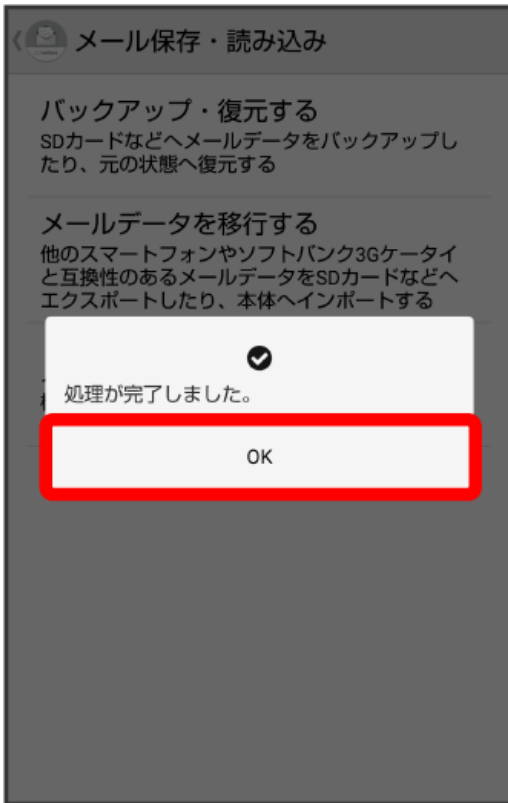 メール保存・読み込み
バックアップ・復元する
SDカードなどへメールデータをバックアップし
たり、元の状態へ復元する
メールデータを移行する
他のスマートフォンやソフトバンク3Gケータイ
と互換性のあるメールデータをSDカードなどへ
エクスポートしたり、本体へインポートする
処理が完了しました。
OK